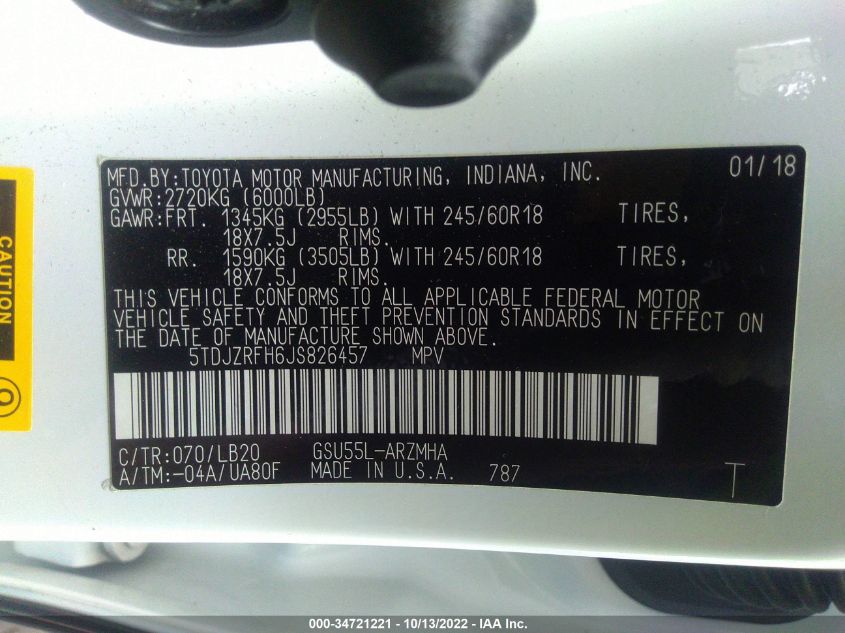 MFD.BY:TOYOTA MOTOR MANUFACTURING, INDIANA, INC. 01/18
GVWR:2720KG (6000LB)
GAWR:FRT. 1345KG (2955LB) WITH 245/60R18 TIRES,
18X7.5J RIMS.
RR. 1590KG (3505LB) WITH 245/60R18 TIRES,
18X7.5J RIMS.
THIS VEHICLE CONFORMS TO ALL APPLICABLE FEDERAL MOTOR
VEHICLE SAFETY AND THEFT PREVENTION STANDARDS IN EFFECT ON
THE DATE OF MANUFACTURE SHOWN ABOVE.
5TDJZRFH6JS826457 MPV
C/TR:070/LB20 GSU55L-ARZMHA
A/TM:-04A/UA80F MADE IN U.S.A. 787 T
CAUTION
000-34721221 - 10/13/2022 - IAA Inc.